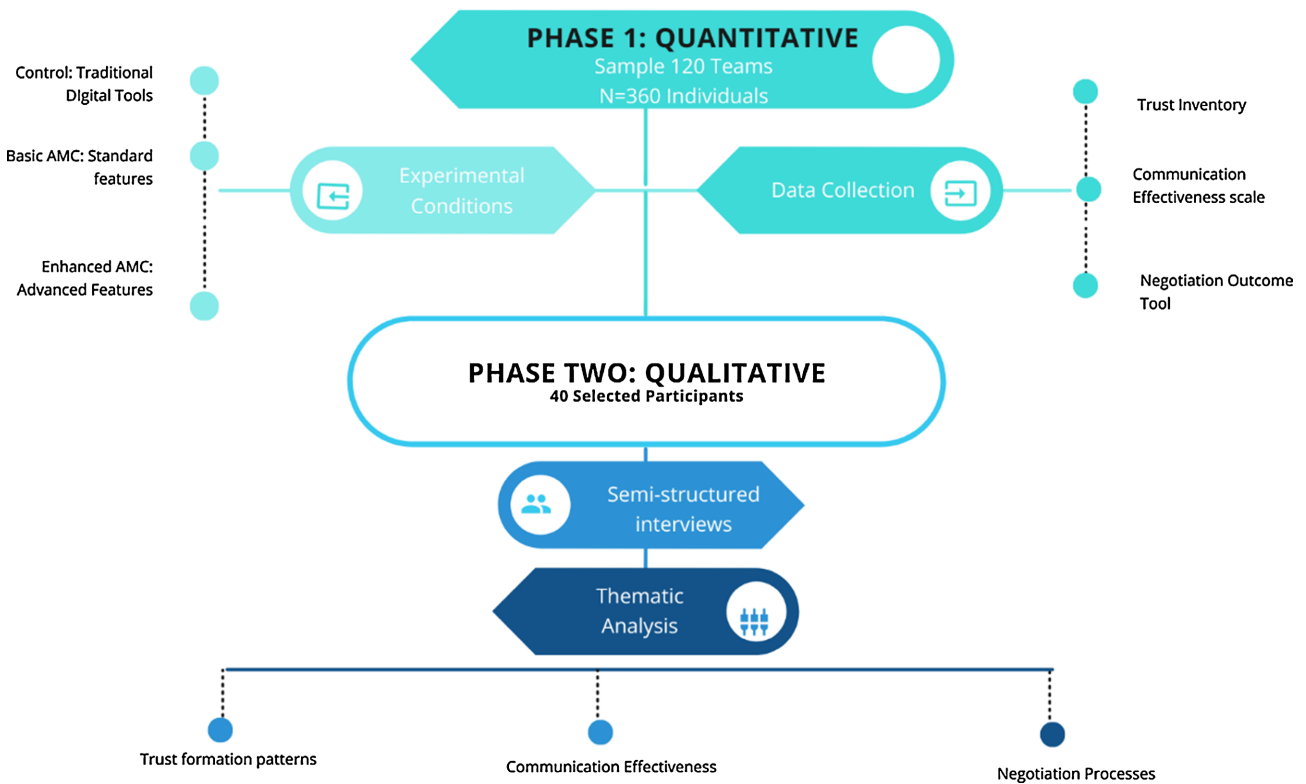 PHASE 1: QUANTITATIVE
Sample 120 Teams
N=360 Individuals
Control: Traditional
DIgital Tools
Basic AMC: Standard
features
Enhanced AMC:
Advanced Features
Experimental
Conditions
Data Collection
Trust Inventory
Communication
Effectiveness scale
Negotiation Outcome
Tool
PHASE TWO: QUALITATIVE
40 Selected Participants
Semi-structured
interviews
Thematic
Analysis
Trust formation patterns
Communication Effectiveness
Negotiation Processes